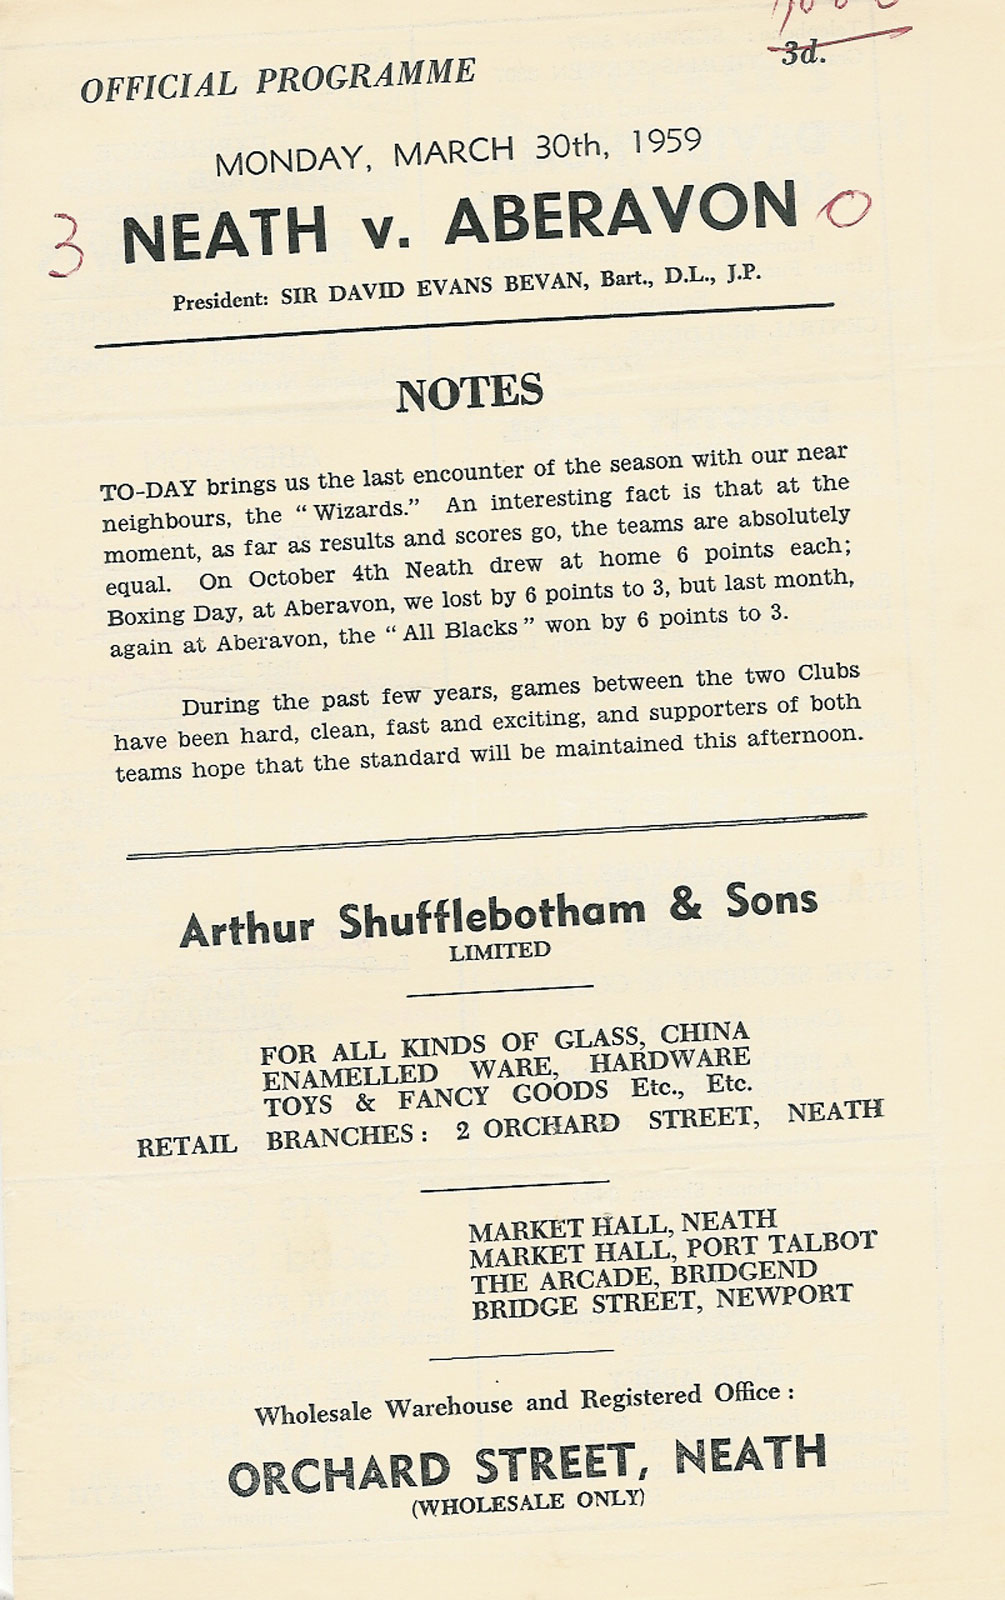 3d.
OFFICIAL PROGRAMME
MONDAY, MARCH 30th, 1959
3 NEATH v. ABERAVON 0
President: SIR DAVID EVANS BEVAN, Bart., D.L., J.P.
NOTES
TO-DAY brings us the last encounter of the season with our near
neighbours, the "Wizards." An interesting fact is that at the
moment, as far as results and scores go, the teams are absolutely
equal. On October 4th Neath drew at home 6 points each;
Boxing Day, at Aberavon, we lost by 6 points to 3, but last month,
again at Aberavon, the "All Blacks" won by 6 points to 3.
During the past few years, games between the two Clubs
have been hard, clean, fast and exciting, and supporters of both
teams hope that the standard will be maintained this afternoon.
Arthur Shufflebotham & Sons
LIMITED
FOR ALL KINDS OF GLASS, CHINA
ENAMELLED WARE, HARDWARE
TOYS & FANCY GOODS Etc., Etc.
RETAIL BRANCHES: 2 ORCHARD STREET, NEATH
MARKET HALL, NEATH
MARKET HALL, PORT TALBOT
THE ARCADE, BRIDGEND
BRIDGE STREET, NEWPORT
Wholesale Warehouse and Registered Office:
ORCHARD STREET, NEATH
(WHOLESALE ONLY)